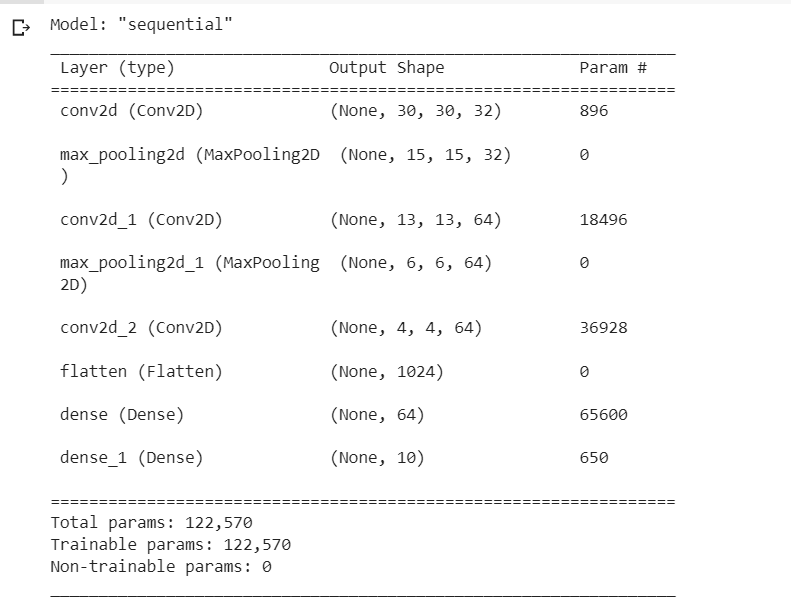 Model: "sequential"
_________________________________________________________________
Layer (type)                Output Shape              Param #
=================================================================
conv2d (Conv2D)             (None, 30, 30, 32)        896
max_pooling2d (MaxPooling2D  (None, 15, 15, 32)       0
)
conv2d_1 (Conv2D)           (None, 13, 13, 64)        18496
max_pooling2d_1 (MaxPooling  (None, 6, 6, 64)         0
2D)
conv2d_2 (Conv2D)           (None, 4, 4, 64)          36928
flatten (Flatten)           (None, 1024)              0
dense (Dense)               (None, 64)                65600
dense_1 (Dense)             (None, 10)                650
=================================================================
Total params: 122,570
Trainable params: 122,570
Non-trainable params: 0
_________________________________________________________________